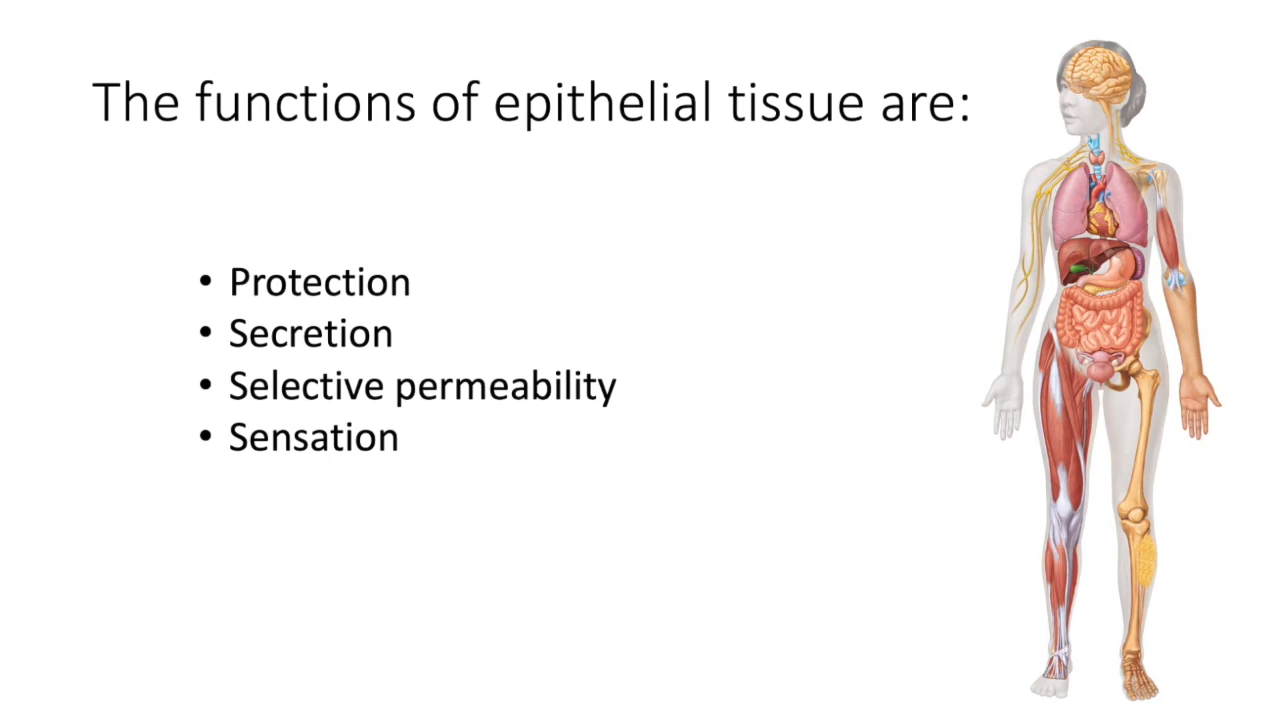 The functions of epithelial tissue are:
• Protection
• Secretion
• Selective permeability
• Sensation